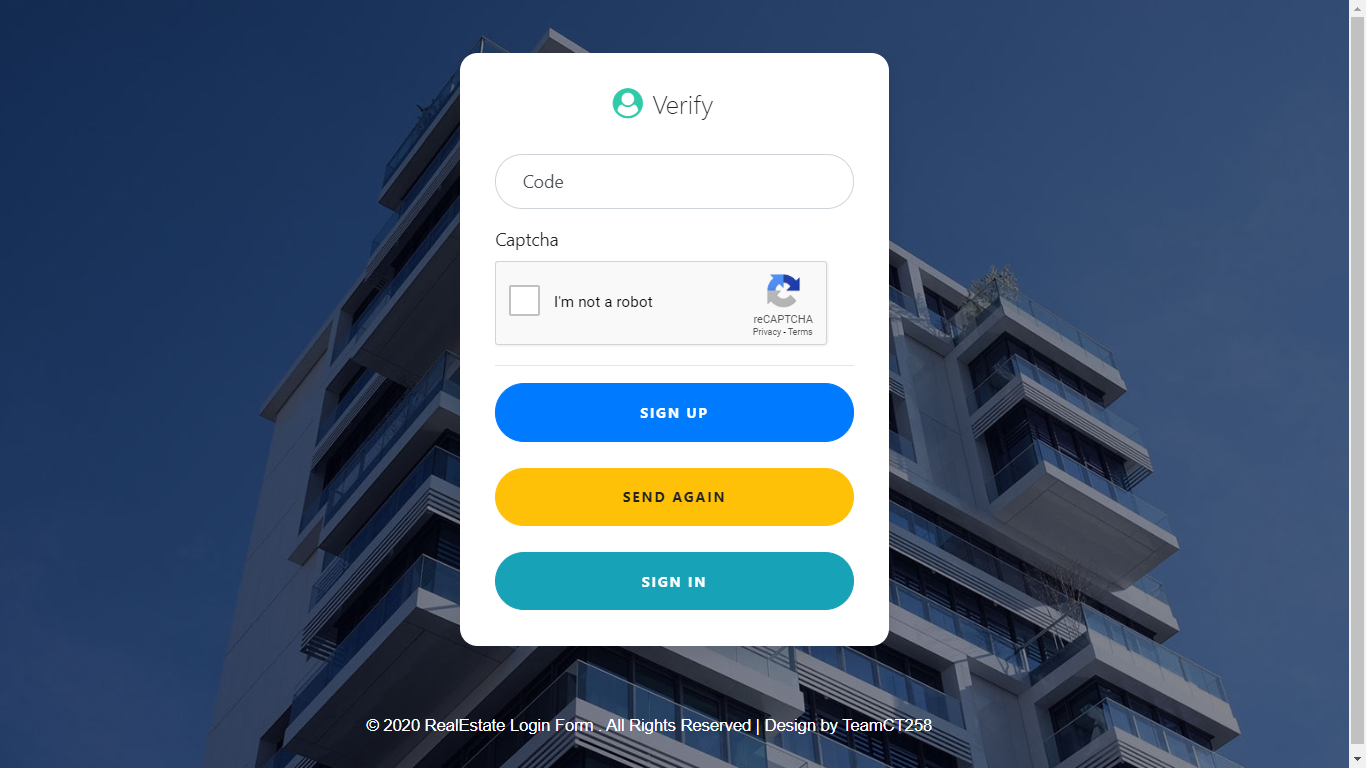 Verify
Code
Captcha
I'm not a robot
reCAPTCHA
Privacy - Terms
SIGN UP
SEND AGAIN
SIGN IN
© 2020 RealEstate Login Form . All Rights Reserved | Design by TeamCT258